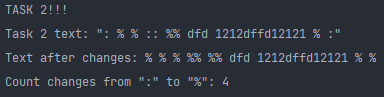 TASK 2!!!
Task 2 text: ": % % :: %% dfd 1212dffd12121 % :"
Text after changes: % % % %% %% dfd 1212dffd12121 % %
Count changes from ":" to "%": 4